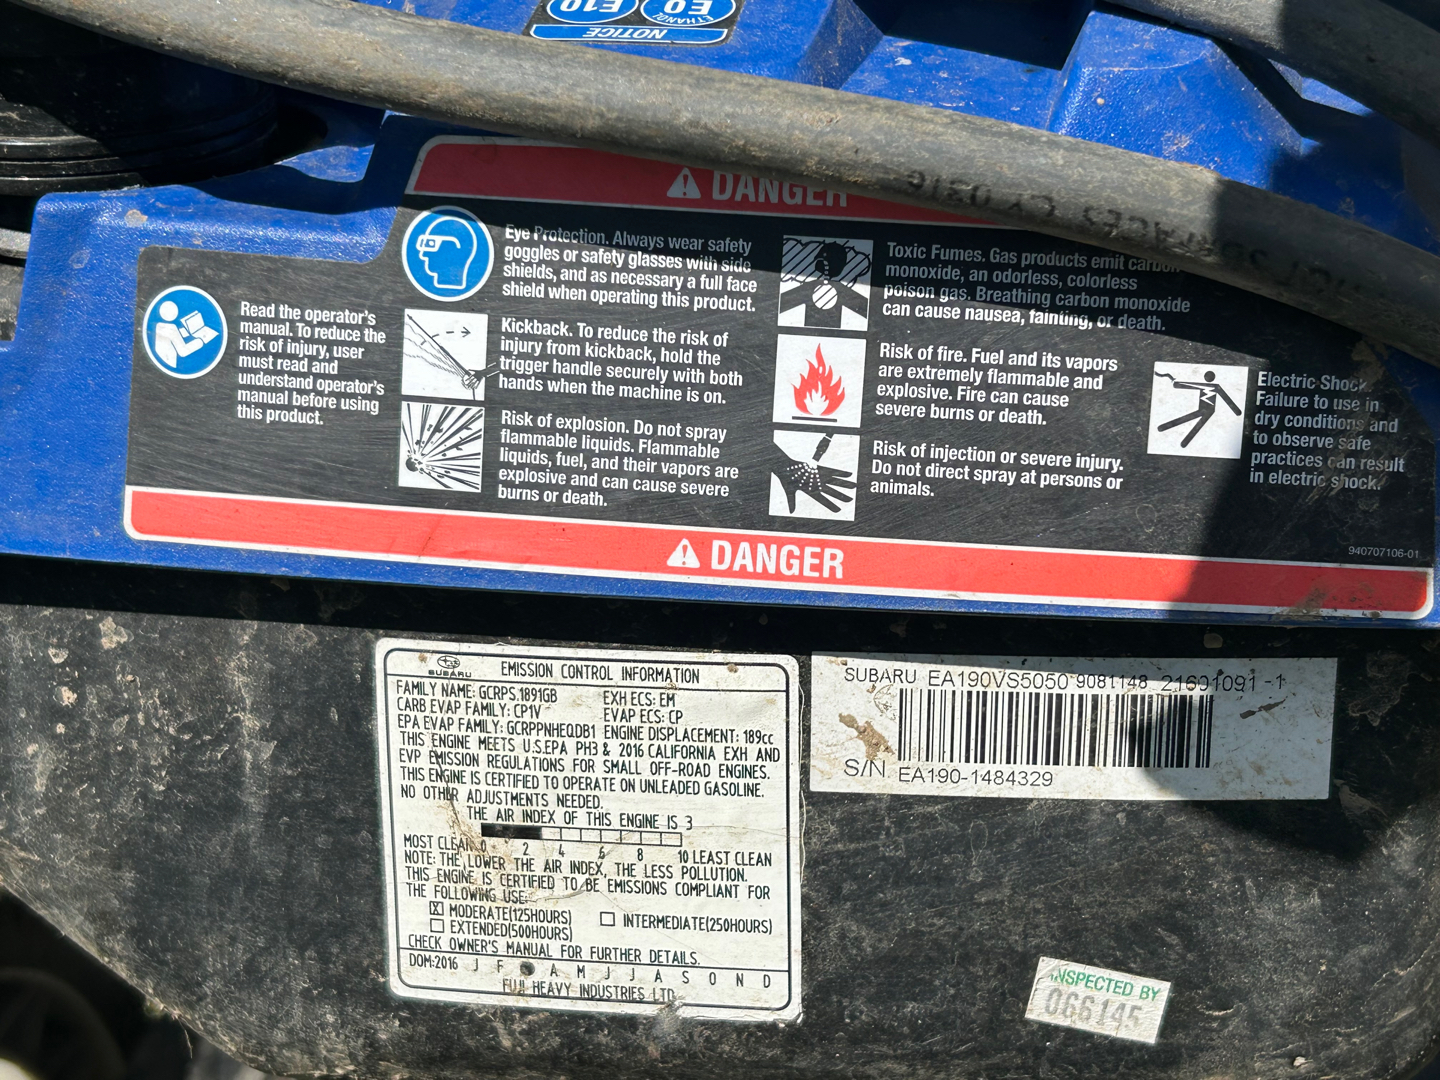 E10
E0
ETHANOL
NOTICE
DANGER
Eye Protection. Always wear safety
goggles or safety glasses with side
shields, and as necessary a full face
shield when operating this product.
Toxic Fumes. Gas products emit carbon
monoxide, an odorless, colorless
poison gas. Breathing carbon monoxide
can cause nausea, fainting, or death.
Read the operator's
manual. To reduce the
risk of injury, user
must read and
understand operator's
manual before using
this product.
Kickback. To reduce the risk of
injury from kickback, hold the
trigger handle securely with both
hands when the machine is on.
Risk of fire. Fuel and its vapors
are extremely flammable and
explosive. Fire can cause
severe burns or death.
Electric Shock.
Failure to use in
dry conditions and
to observe safe
practices can result
in electric shock.
Risk of explosion. Do not spray
flammable liquids. Flammable
liquids, fuel, and their vapors are
explosive and can cause severe
burns or death.
Risk of injection or severe injury.
Do not direct spray at persons or
animals.
940707106-01
DANGER
SUBARU
EMISSION CONTROL INFORMATION
FAMILY NAME: GCRPS.1891GB EXH ECS: EM
CARB EVAP FAMILY: CP1V EVAP ECS: CP
EPA EVAP FAMILY: GCRPPNHEQDB1 ENGINE DISPLACEMENT: 189cc
THIS ENGINE MEETS U.S.EPA PH3 & 2016 CALIFORNIA EXH AND
EVP EMISSION REGULATIONS FOR SMALL OFF-ROAD ENGINES.
THIS ENGINE IS CERTIFIED TO OPERATE ON UNLEADED GASOLINE.
NO OTHER ADJUSTMENTS NEEDED.
THE AIR INDEX OF THIS ENGINE IS 3
MOST CLEAN 0 2 4 6 8 10 LEAST CLEAN
NOTE: THE LOWER THE AIR INDEX, THE LESS POLLUTION.
THIS ENGINE IS CERTIFIED TO BE EMISSIONS COMPLIANT FOR
THE FOLLOWING USE:
X MODERATE(125HOURS) INTERMEDIATE(250HOURS)
EXTENDED(500HOURS)
CHECK OWNER'S MANUAL FOR FURTHER DETAILS.
DOM:2016 J F A M J J A S O N D
FUJI HEAVY INDUSTRIES LTD.
SUBARU EA190VS5050 9081148 21601091 -1
S/N EA190-1484329
INSPECTED BY
066145